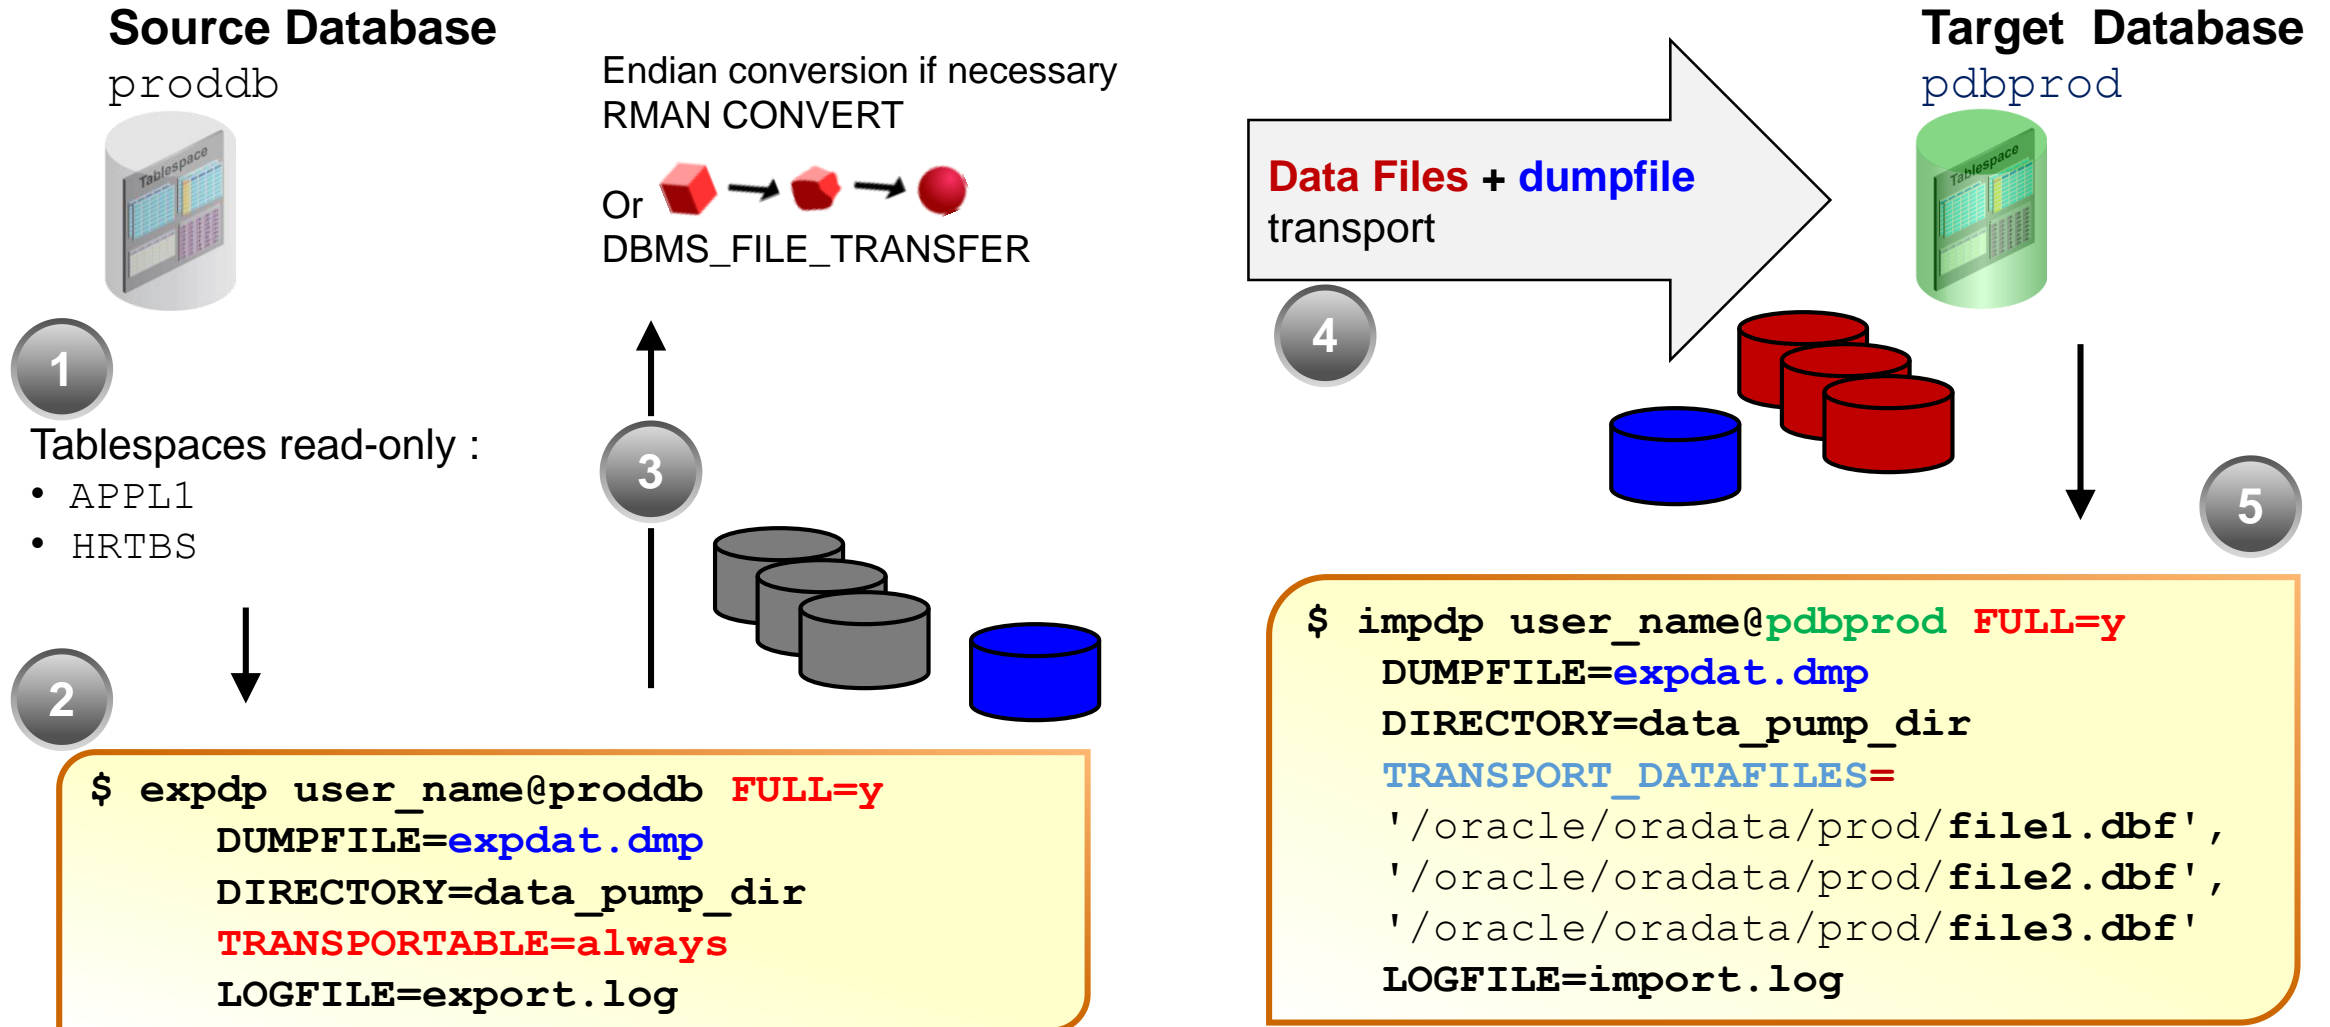 Source Database
proddb
Tablespace
1
Tablespaces read-only :
• APPL1
• HRTBS
2
$ expdp user_name@proddb FULL=y
DUMPFILE=expdat.dmp
DIRECTORY=data_pump_dir
TRANSPORTABLE=always
LOGFILE=export.log
Endian conversion if necessary
RMAN CONVERT
Or
DBMS_FILE_TRANSFER
3
Data Files + dumpfile
transport
4
Target  Database
pdbprod
Tablespace
5
$ impdp user_name@pdbprod FULL=y
DUMPFILE=expdat.dmp
DIRECTORY=data_pump_dir
TRANSPORT_DATAFILES=
'/oracle/oradata/prod/file1.dbf',
'/oracle/oradata/prod/file2.dbf',
'/oracle/oradata/prod/file3.dbf'
LOGFILE=import.log